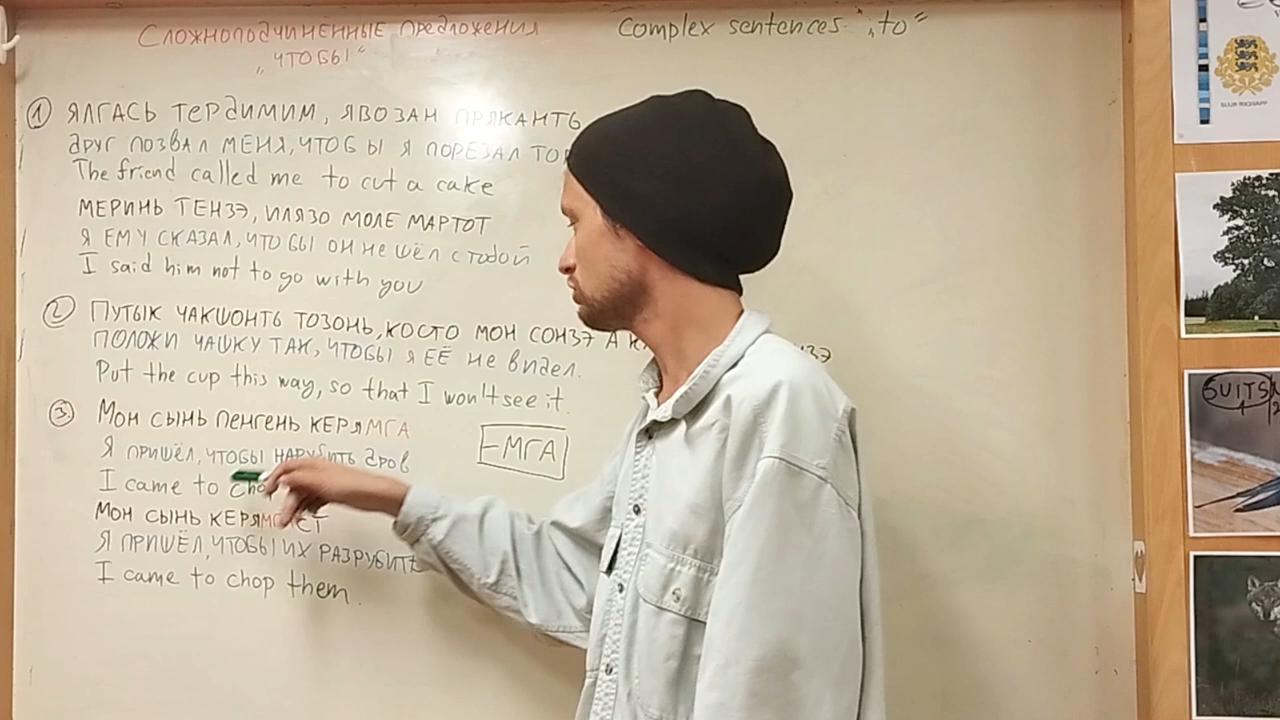 Сложноподчинённые предложения
„чтобы“
Complex sentences „to“
① ЯЛГАСЬ ТЕРДИМИМ, ЯВОЗАН ПРЯКАНТЬ
ДРУГ ПОЗВАЛ МЕНЯ, ЧТОБЫ Я ПОРЕЗАЛ
The friend called me to cut a cake
МЕРИНЬ ТЕНЗЭ, ИЛЯЗО МОЛЕ МАРТОТ
Я ЕМУ СКАЗАЛ, ЧТОБЫ ОН НЕ ШЁЛ С ТОБОЙ
I said him not to go with you
② ПУТЫК ЧАКШОНТЬ ТОЗОНЬ, КОСТО МОН СОНЗЭ А
ПОЛОЖИ ЧАШКУ ТАК, ЧТОБЫ Я ЕЁ НЕ ВИДЕЛ.
Put the cup this way, so that I won't see it.
③ МОН СЫНЬ ПЕНГЕНЬ КЕРЯМГА
-МГА
Я ПРИШЁЛ, ЧТОБЫ НАРУБИТЬ ДРОВ
I came to
МОН СЫНЬ
Я ПРИШЁЛ, ЧТОБЫ ИХ РАЗРУБИТЬ
I came to chop them.
SUITS